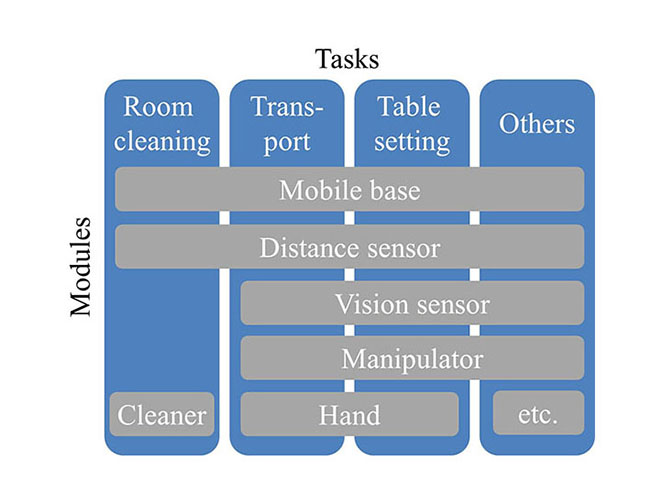 Tasks
Room
cleaning
Trans-
port
Table
setting
Others
Modules
Mobile base
Distance sensor
Vision sensor
Manipulator
Cleaner
Hand
etc.